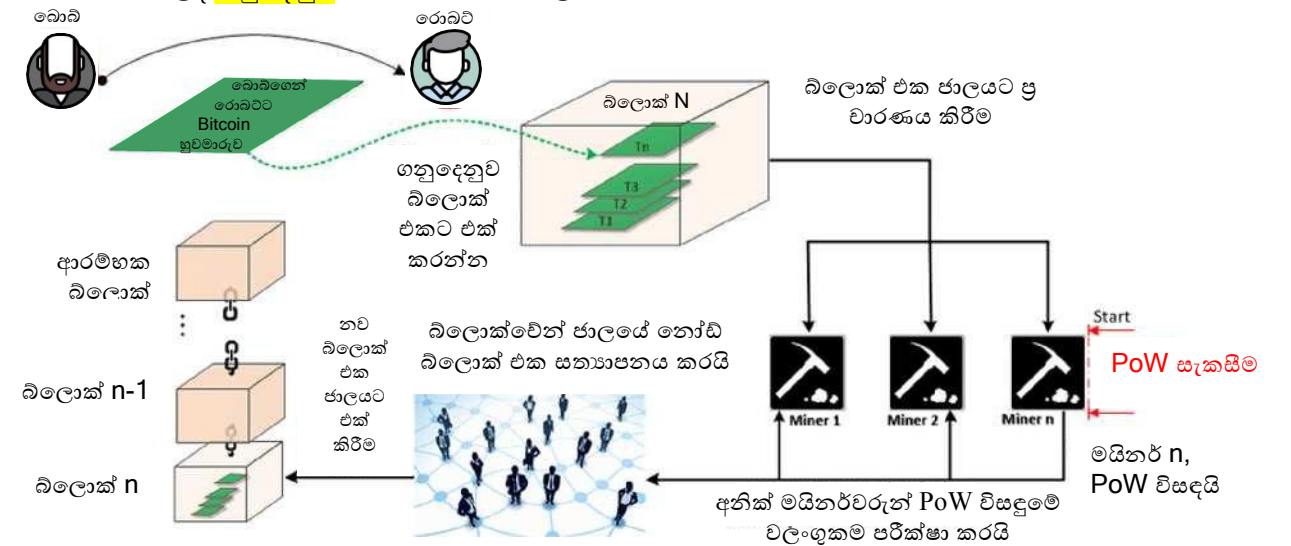 බොබ්
රොබට්
බොබ්ගෙන්
රොබට්ට
Bitcoin
හුවමාරුව
බ්ලොක් N
Tn
T3
T2
T1
බ්ලොක් එක ජාලයට ප්‍ර
චාරණය කිරීම
ගනුදෙනුව
බ්ලොක්
එකට එක්
කරන්න
ආරම්භක
බ්ලොක්
නව
බ්ලොක්
එක
ජාලයට
එක්
කිරීම
බ්ලොක්චේන් ජාලයේ නෝඩ්
බ්ලොක් එක සත්‍යාපනය කරයි
Start
PoW සැකසීම
Miner 1
Miner 2
Miner n
බ්ලොක් n-1
බ්ලොක් n
මයිනර් n,
PoW විසඳයි
අනික් මයිනර්වරුන් PoW විසඳුමේ
වලංගුකම පරීක්ෂා කරයි